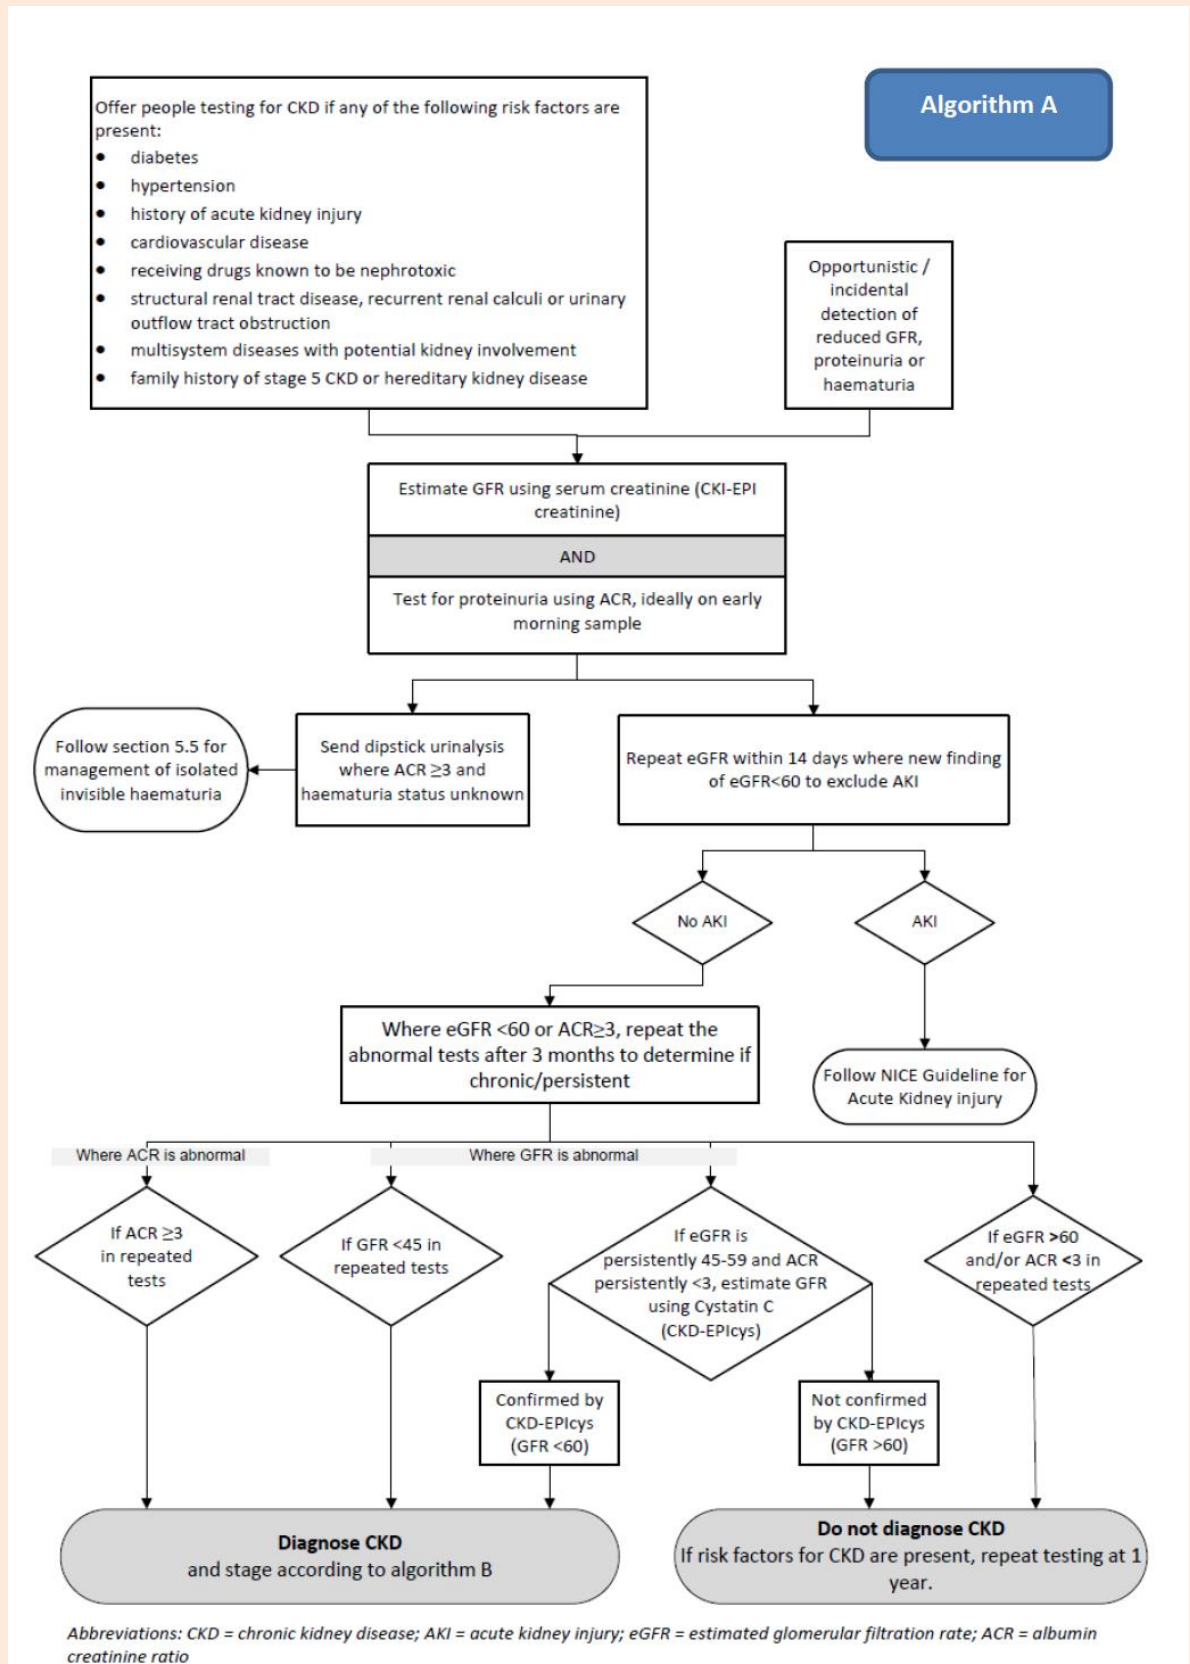 Algorithm A
Offer people testing for CKD if any of the following risk factors are
present:
● diabetes
● hypertension
● history of acute kidney injury
● cardiovascular disease
● receiving drugs known to be nephrotoxic
● structural renal tract disease, recurrent renal calculi or urinary
outflow tract obstruction
● multisystem diseases with potential kidney involvement
● family history of stage 5 CKD or hereditary kidney disease
Opportunistic /
incidental
detection of
reduced GFR,
proteinuria or
haematuria
Estimate GFR using serum creatinine (CKI-EPI
creatinine)
AND
Test for proteinuria using ACR, ideally on early
morning sample
Follow section 5.5 for
management of isolated
invisible haematuria
Send dipstick urinalysis
where ACR ≥3 and
haematuria status unknown
Repeat eGFR within 14 days where new finding
of eGFR<60 to exclude AKI
No AKI
AKI
Where eGFR <60 or ACR≥3, repeat the
abnormal tests after 3 months to determine if
chronic/persistent
Follow NICE Guideline for
Acute Kidney injury
Where ACR is abnormal
Where GFR is abnormal
If ACR ≥3
in repeated
tests
If GFR <45 in
repeated tests
If eGFR is
persistently 45-59 and ACR
persistently <3, estimate GFR
using Cystatin C
(CKD-EPIcys)
If eGFR >60
and/or ACR <3 in
repeated tests
Confirmed by
CKD-EPIcys
(GFR <60)
Not confirmed
by CKD-EPIcys
(GFR >60)
Diagnose CKD
and stage according to algorithm B
Do not diagnose CKD
If risk factors for CKD are present, repeat testing at 1
year.
Abbreviations: CKD = chronic kidney disease; AKI = acute kidney injury; eGFR = estimated glomerular filtration rate; ACR = albumin
creatinine ratio